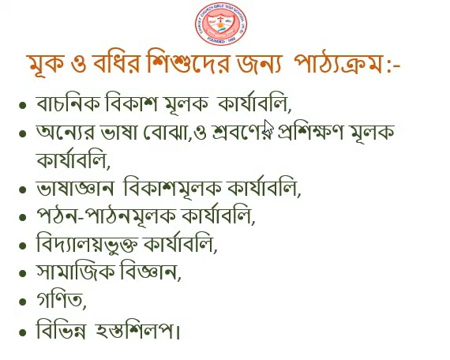 মূক ও বধির শিশুদের জন্য পাঠ্যক্রম:-
• বাচনিক বিকাশ মূলক কার্যাবলি,
• অন্যের ভাষা বোঝা,ও শ্রবণের প্রশিক্ষণ মূলক
কার্যাবলি,
• ভাষাজ্ঞান বিকাশমূলক কার্যাবলি,
• পঠন-পাঠনমূলক কার্যাবলি,
• বিদ্যালয়ভুক্ত কার্যাবলি,
• সামাজিক বিজ্ঞান,
• গণিত,
• বিভিন্ন হস্তশিলপ।